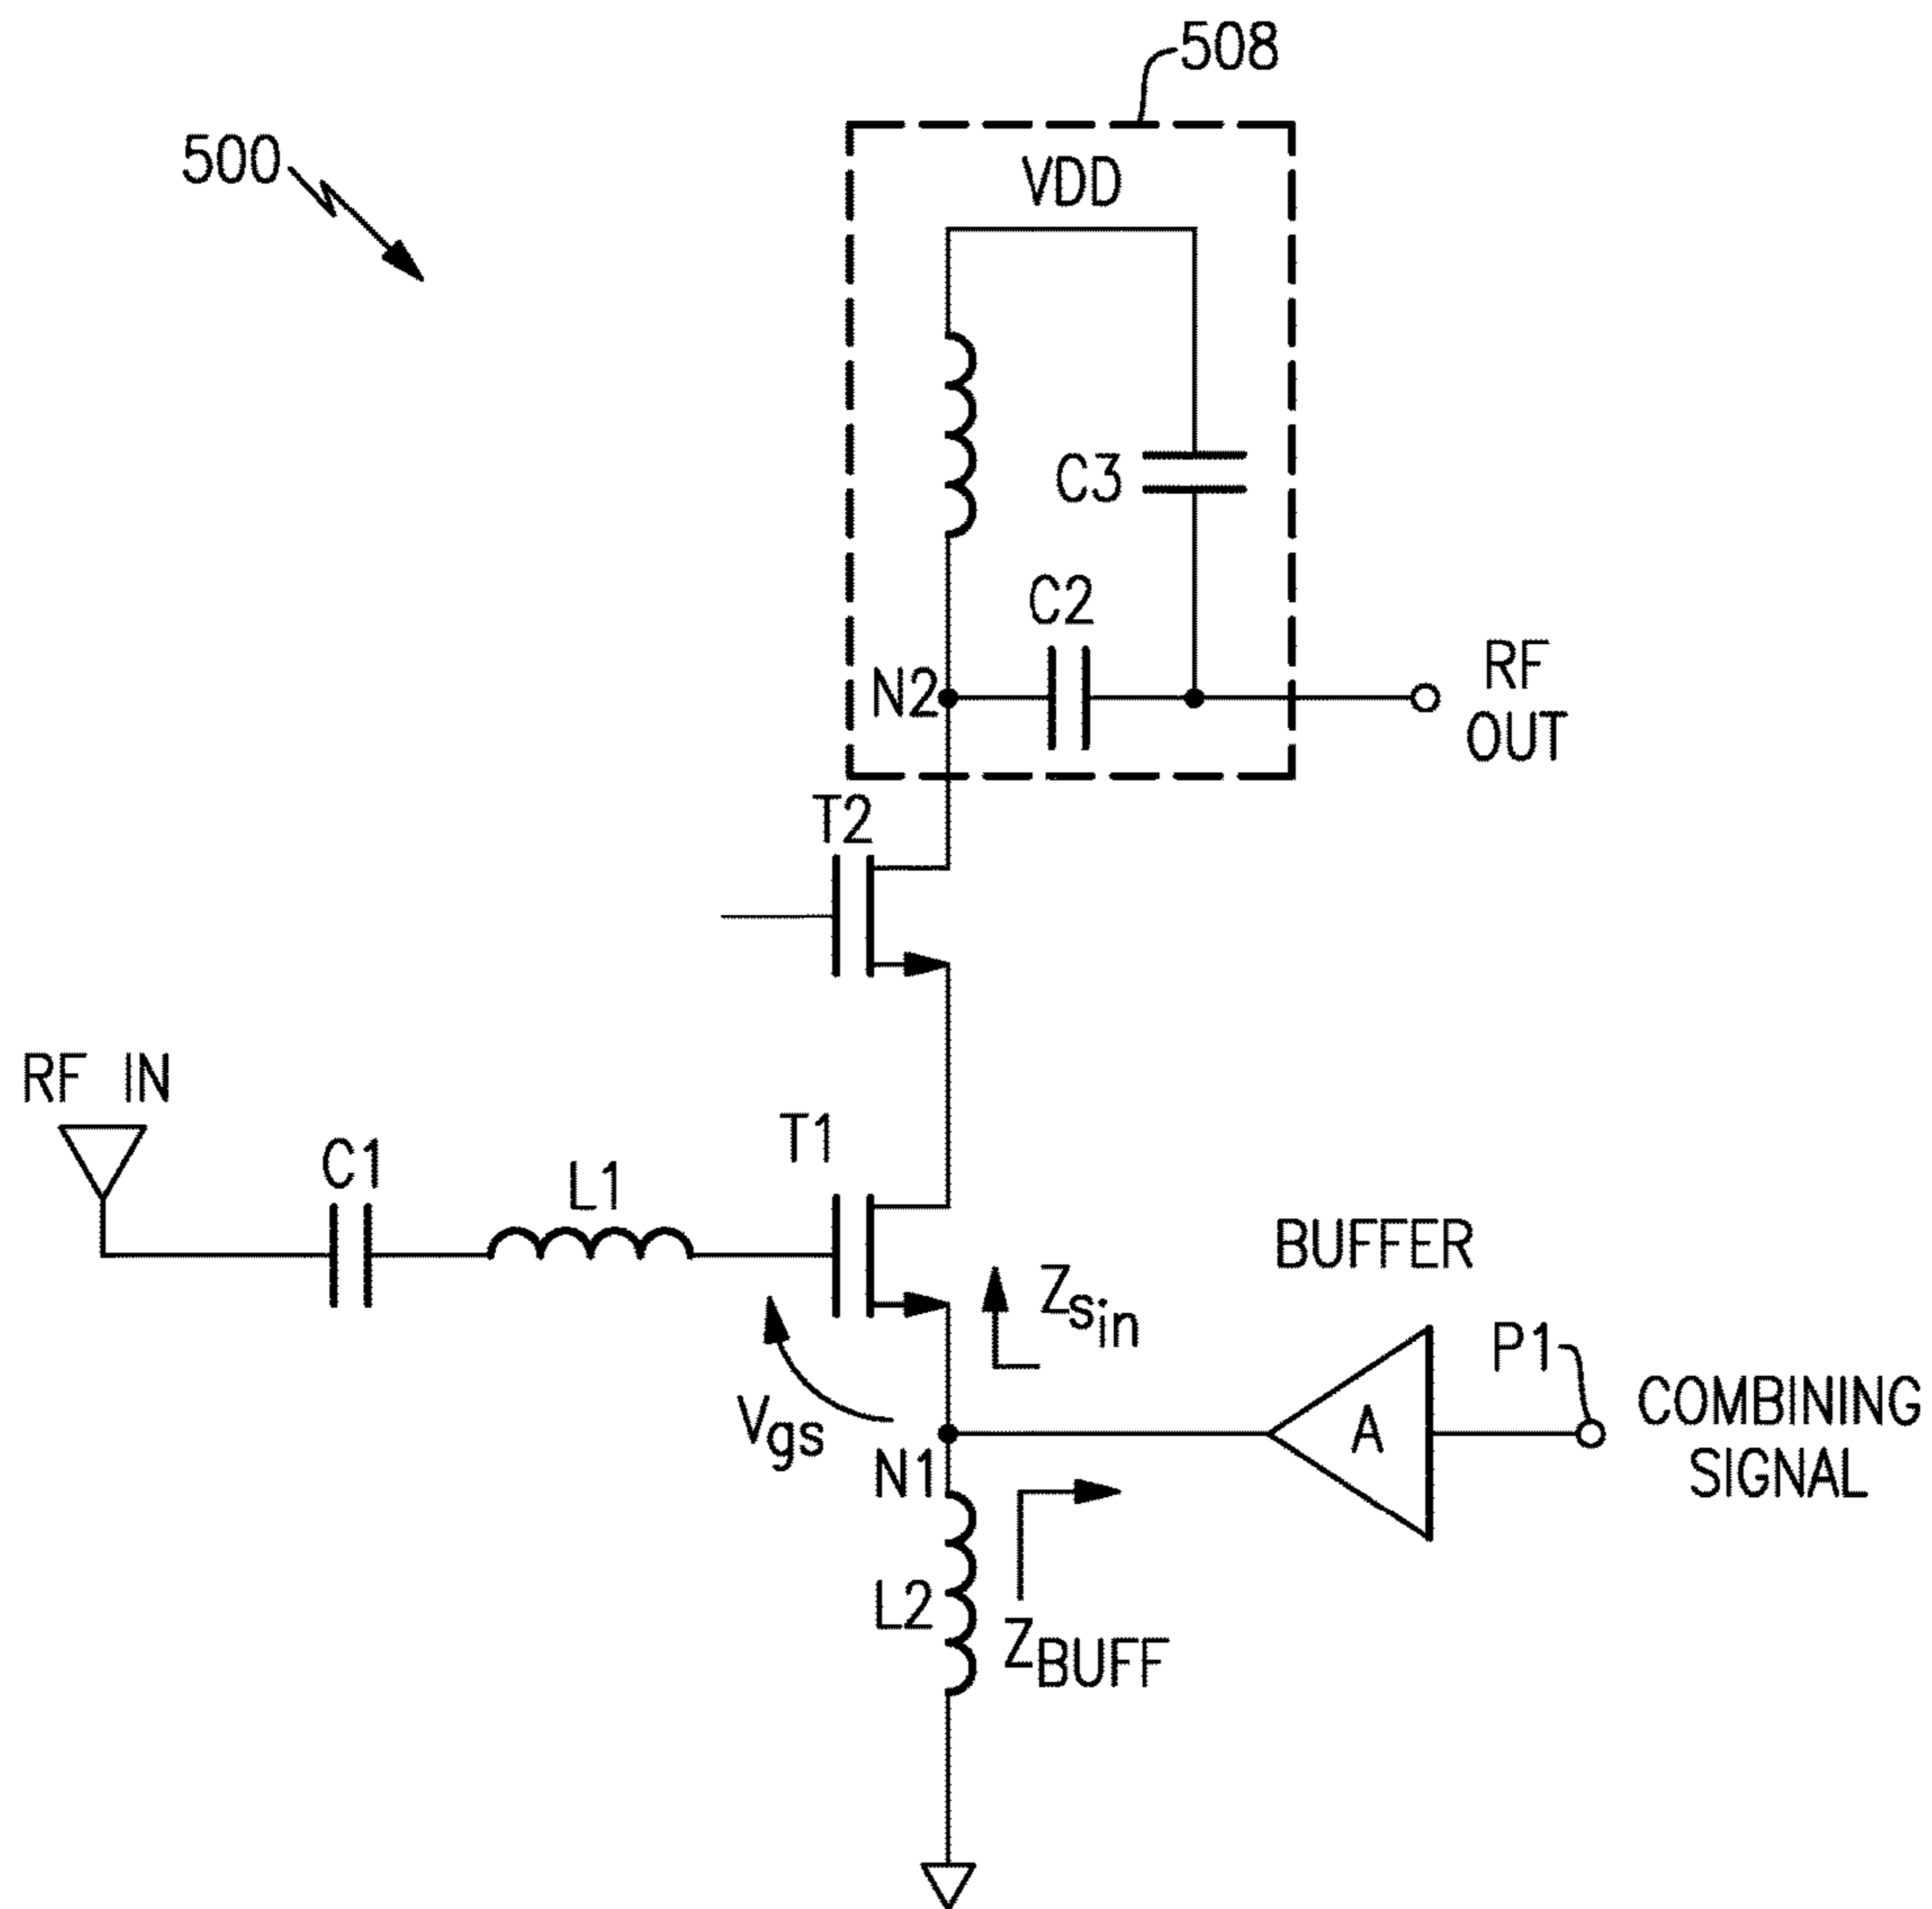 508
500
VDD
C3
C2
N2
RF
OUT
T2
RF IN
C1
L1
T1
BUFFER
Zsin
P1
COMBINING
SIGNAL
A
Vgs
N1
L2
ZBUFF